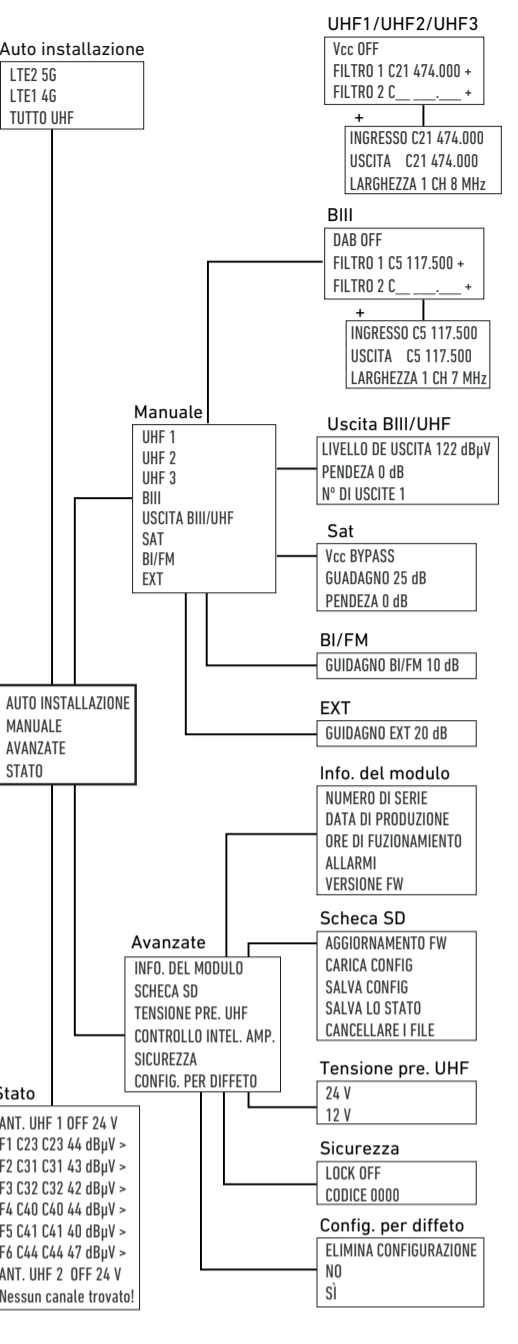 Auto installazione
LTE2 5G
LTE1 4G
TUTTO UHF
UHF1/UHF2/UHF3
Vcc OFF
FILTRO 1 C21 474.000 +
FILTRO 2 C__ ___.___ +
+
INGRESSO C21 474.000
USCITA C21 474.000
LARGHEZZA 1 CH 8 MHz
BIII
DAB OFF
FILTRO 1 C5 117.500 +
FILTRO 2 C__ ___.___ +
+
INGRESSO C5 117.500
USCITA C5 117.500
LARGHEZZA 1 CH 7 MHz
Manuale
UHF 1
UHF 2
UHF 3
BIII
USCITA BIII/UHF
SAT
BI/FM
EXT
Uscita BIII/UHF
LIVELLO DE USCITA 122 dBµV
PENDEZA 0 dB
Nº DI USCITE 1
Sat
Vcc BYPASS
GUADAGNO 25 dB
PENDEZA 0 dB
BI/FM
GUIDAGNO BI/FM 10 dB
EXT
GUIDAGNO EXT 20 dB
AUTO INSTALLAZIONE
MANUALE
AVANZATE
STATO
Info. del modulo
NUMERO DI SERIE
DATA DI PRODUZIONE
ORE DI FUZIONAMIENTO
ALLARMI
VERSIONE FW
Avanzate
INFO. DEL MODULO
SCHECA SD
TENSIONE PRE. UHF
CONTROLLO INTEL. AMP.
SICUREZZA
CONFIG. PER DIFFETO
Scheca SD
AGGIORNAMENTO FW
CARICA CONFIG
SALVA CONFIG
SALVA LO STATO
CANCELLARE I FILE
Tensione pre. UHF
24 V
12 V
Sicurezza
LOCK OFF
CODICE 0000
Config. per diffeto
ELIMINA CONFIGURAZIONE
NO
SÌ
Stato
ANT. UHF 1 OFF 24 V
F1 C23 C23 44 dBµV >
F2 C31 C31 43 dBµV >
F3 C32 C32 42 dBµV >
F4 C40 C40 44 dBµV >
F5 C41 C41 40 dBµV >
F6 C44 C44 47 dBµV >
ANT. UHF 2 OFF 24 V
Nessun canale trovato!